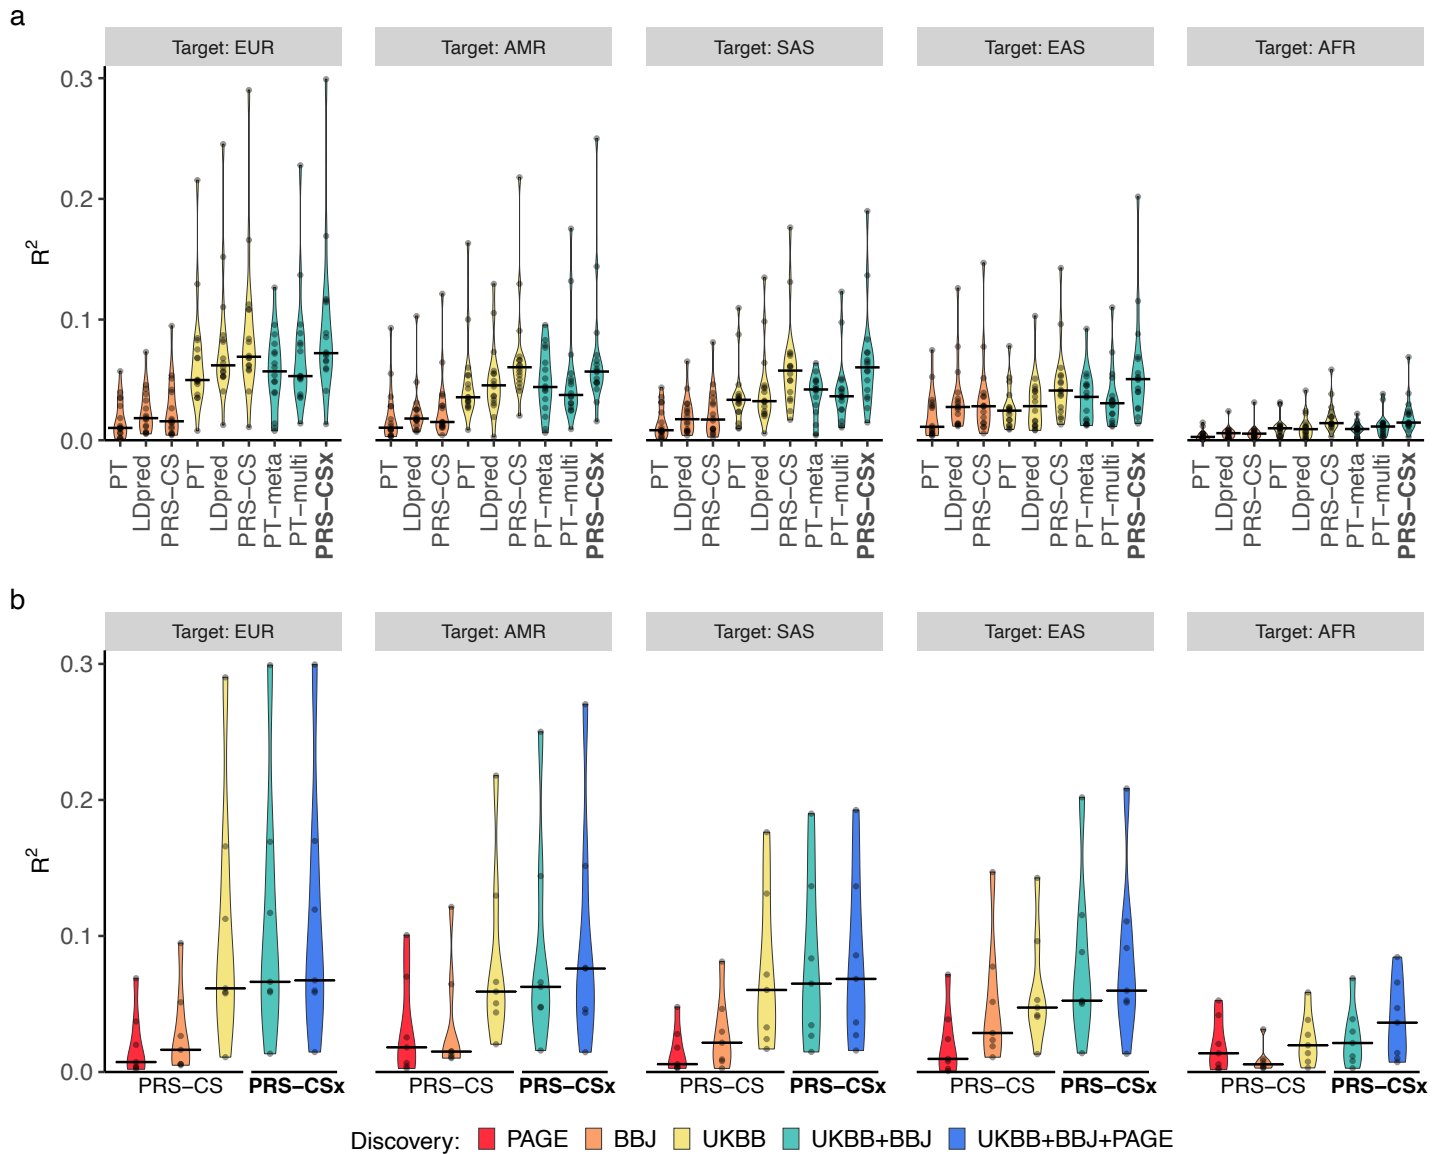 a
Target: EUR Target: AMR Target: SAS Target: EAS Target: AFR
0.3
0.2
0.1
0.0
R²
PT LDpred PRS−CS PT LDpred PRS−CS PT−meta PT−multi PRS−CSx
PT LDpred PRS−CS PT LDpred PRS−CS PT−meta PT−multi PRS−CSx
PT LDpred PRS−CS PT LDpred PRS−CS PT−meta PT−multi PRS−CSx
PT LDpred PRS−CS PT LDpred PRS−CS PT−meta PT−multi PRS−CSx
PT LDpred PRS−CS PT LDpred PRS−CS PT−meta PT−multi PRS−CSx
b
Target: EUR Target: AMR Target: SAS Target: EAS Target: AFR
0.3
0.2
0.1
0.0
R²
PRS−CS PRS−CSx PRS−CS PRS−CSx PRS−CS PRS−CSx PRS−CS PRS−CSx PRS−CS PRS−CSx
Discovery: PAGE BBJ UKBB UKBB+BBJ UKBB+BBJ+PAGE